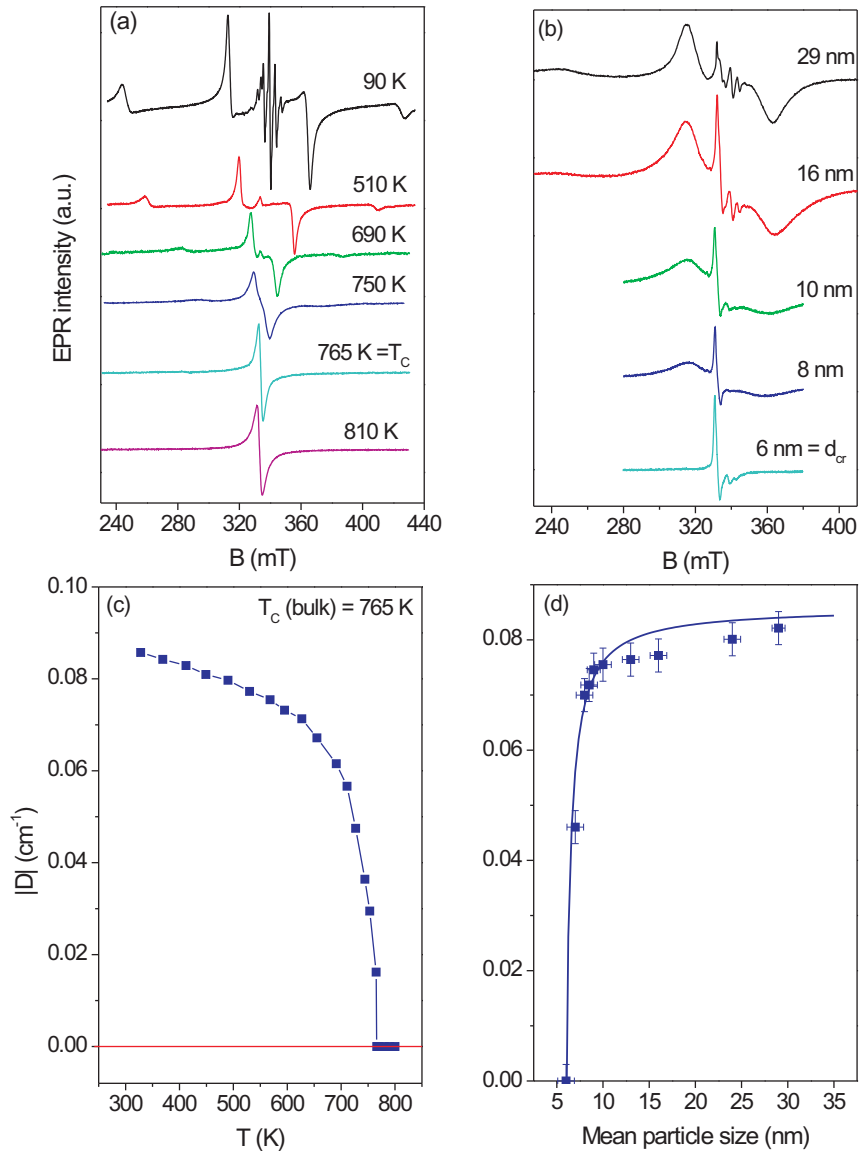 (a)
90 K
510 K
690 K
750 K
765 K =T_C
810 K
EPR intensity (a.u.)
240 280 320 360 400 440
B (mT)
(b)
29 nm
16 nm
10 nm
8 nm
6 nm = d_cr
240 280 320 360 400
B (mT)
(c)
T_C (bulk) = 765 K
0.10
0.08
0.06
0.04
0.02
0.00
|D| (cm⁻¹)
300 400 500 600 700 800
T (K)
(d)
0.08
0.06
0.04
0.02
0.00
5 10 15 20 25 30 35
Mean particle size (nm)